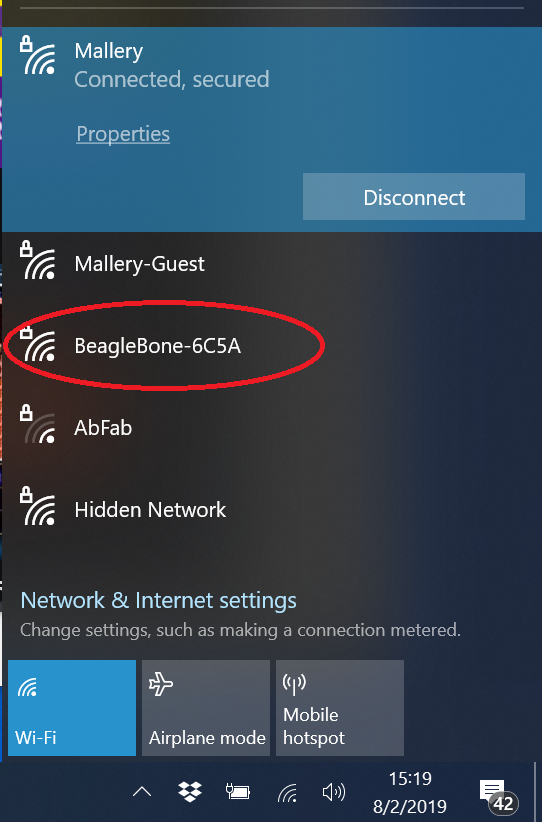 Mallery
Connected, secured
Properties
Disconnect
Mallery-Guest
BeagleBone-6C5A
AbFab
Hidden Network
Network & Internet settings
Change settings, such as making a connection metered.
Wi-Fi
Airplane mode
Mobile
hotspot
15:19
8/2/2019
42